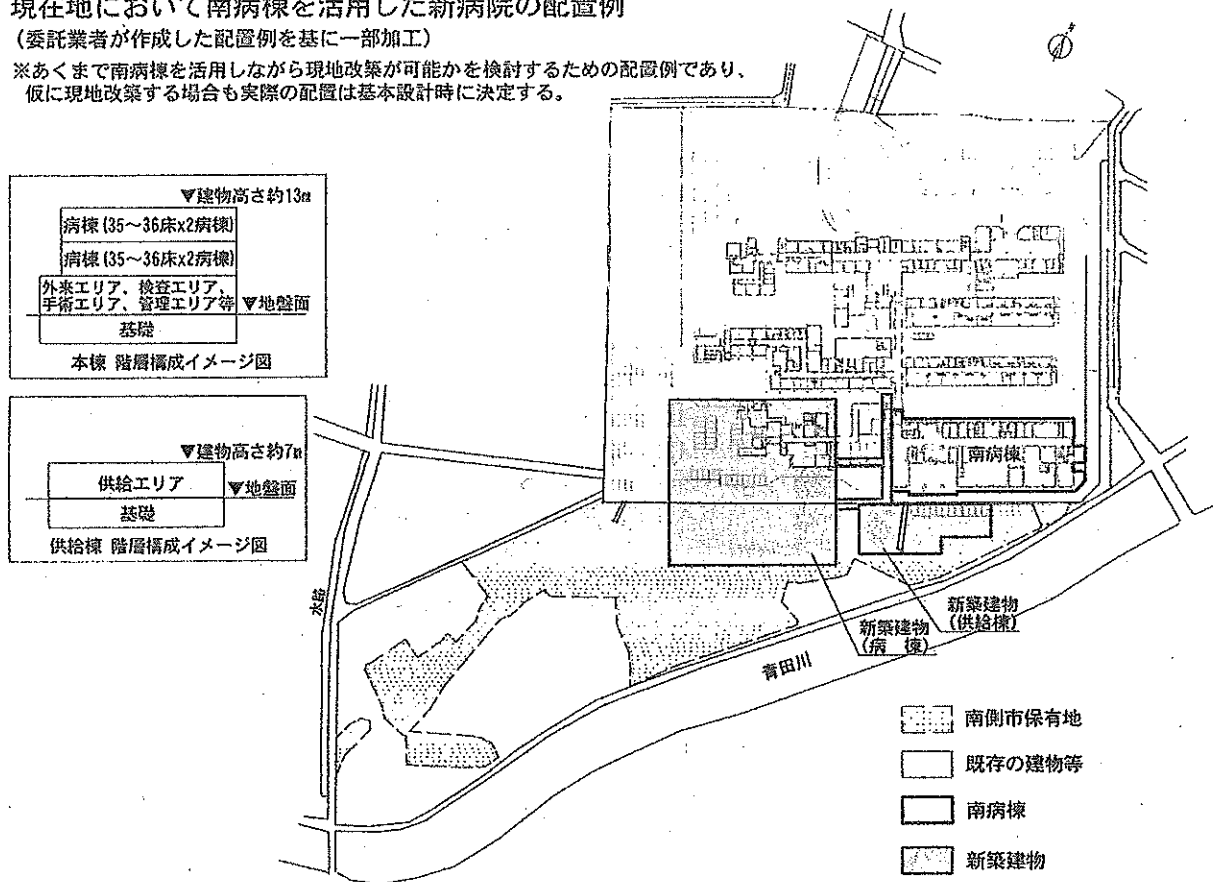 現在地において南病棟を活用した新病院の配置例
(委託業者が作成した配置例を基に一部加工)
※あくまで南病棟を活用しながら現地改築が可能かを検討するための配置例であり、
仮に現地改築する場合も実際の配置は基本設計時に決定する。
▼建物高さ約13m
病棟(35～36床x2病棟)
病棟(35～36床x2病棟)
外来エリア、検査エリア、
手術エリア、管理エリア等 ▼地盤面
基礎
本棟 階層構成イメージ図
▼建物高さ約7m
供給エリア ▼地盤面
基礎
供給棟 階層構成イメージ図
南病棟
新築建物
(供給棟)
新築建物
(病 棟)
青田川
南側市保有地
既存の建物等
南病棟
新築建物